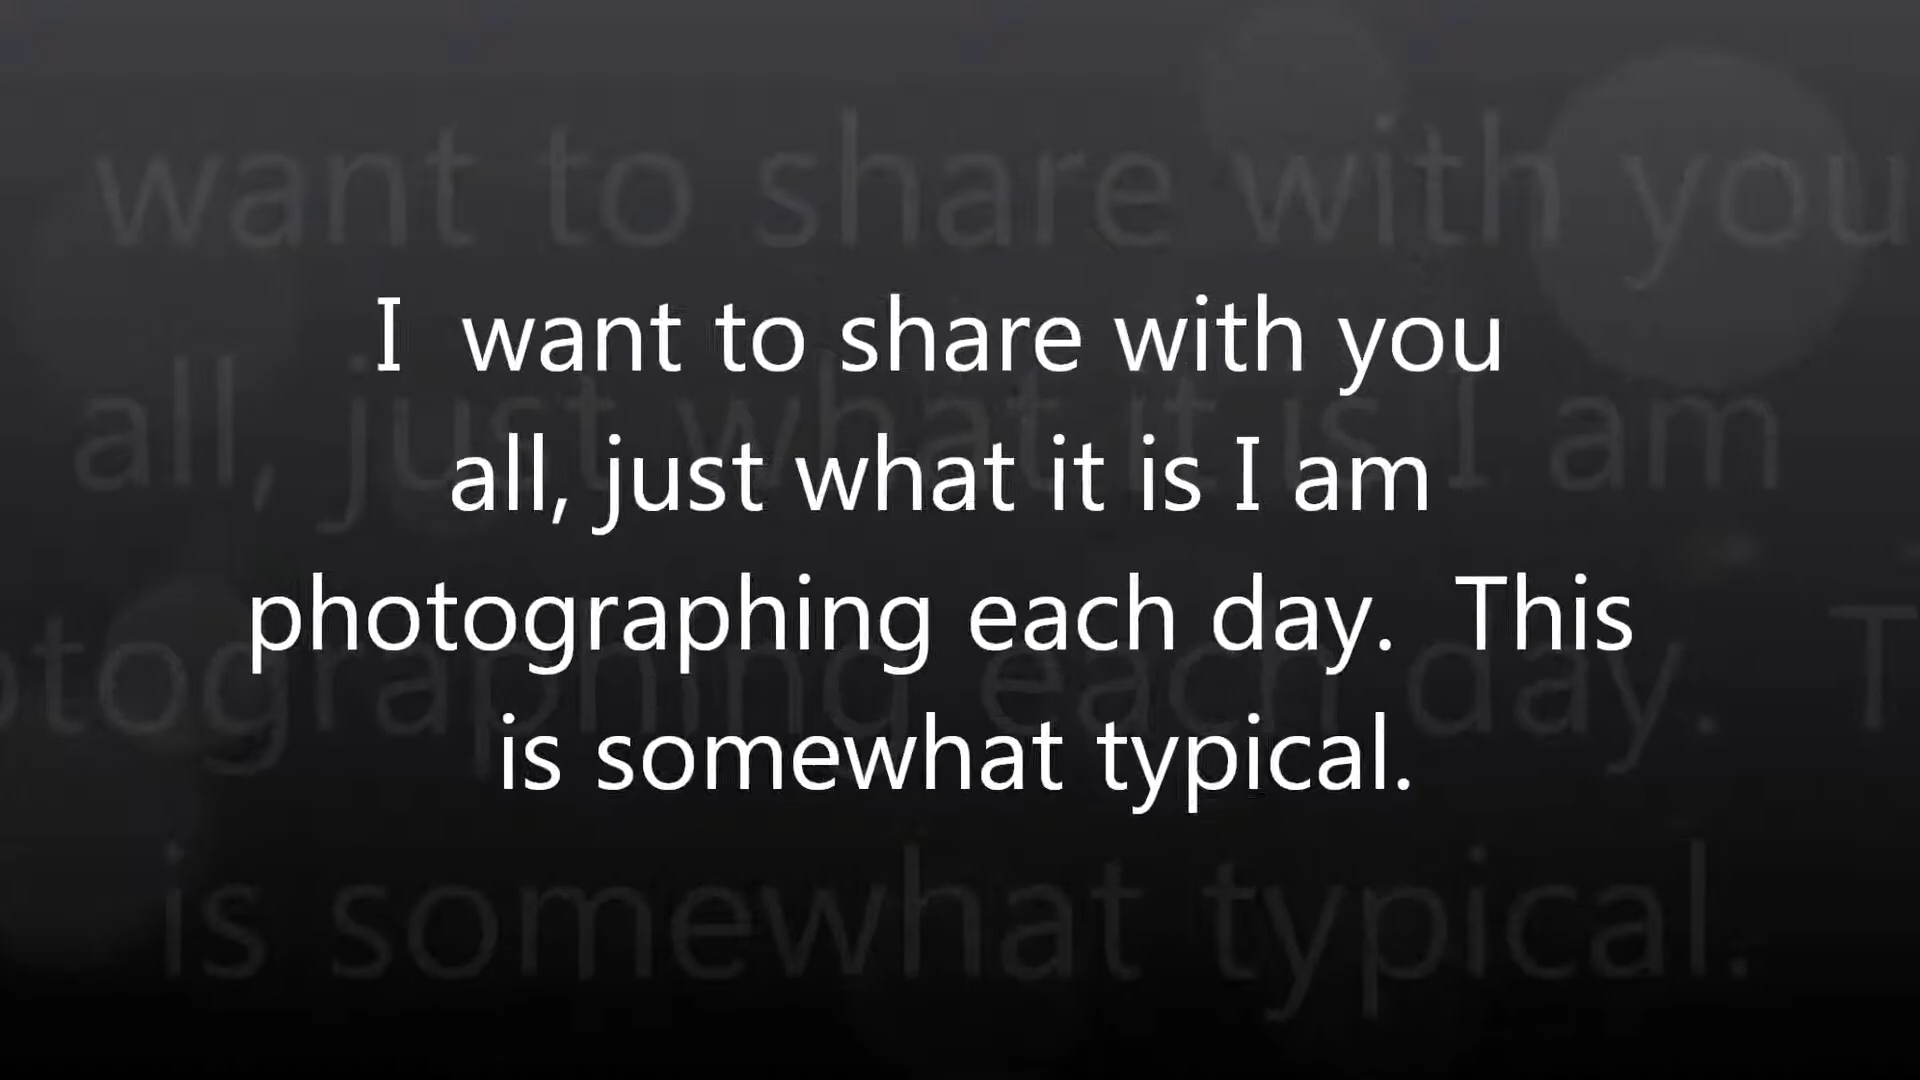 I  want to share with you
all, just what it is I am
photographing each day.  This
is somewhat typical.